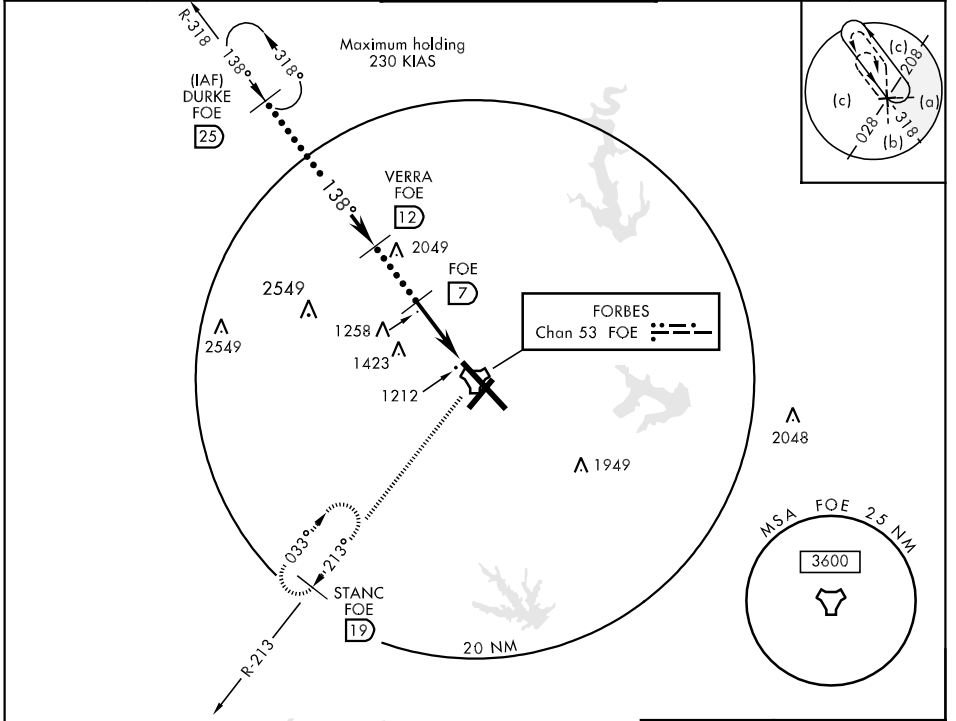 R-318
318°
138°
Maximum holding
230 KIAS
(IAF)
DURKE
FOE
25
138°
VERRA
FOE
12
2049
FOE
7
2549
2549
1258
1423
1212
FORBES
Chan 53 FOE
2048
1949
033°
213°
STANC
FOE
19
R-213
20 NM
(c)
208
(c)
(a)
028
318
(b)
MSA FOE 25 NM
3600